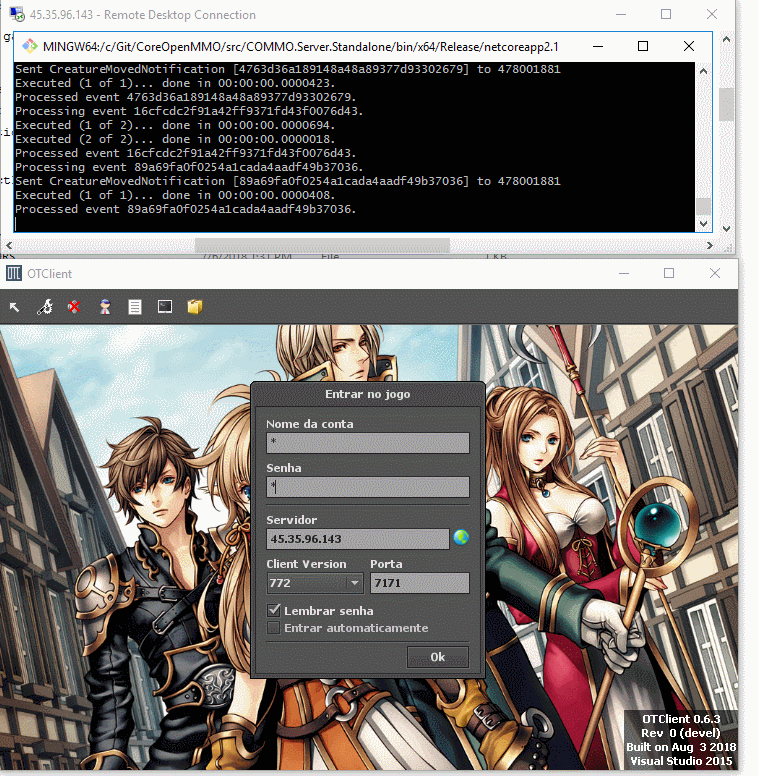 45.35.96.143 - Remote Desktop Connection
MINGW64:/c/Git/CoreOpenMMO/src/COMMO.Server.Standalone/bin/x64/Release/netcoreapp2.1
Sent CreatureMovedNotification [4763d36a189148a48a89377d93302679] to 478001881
Executed (1 of 1)... done in 00:00:00.0000423.
Processed event 4763d36a189148a48a89377d93302679.
Processing event 16cfcdc2f91a42ff9371fd43f0076d43.
Executed (1 of 2)... done in 00:00:00.0000694.
Executed (2 of 2)... done in 00:00:00.0000018.
Processed event 16cfcdc2f91a42ff9371fd43f0076d43.
Processing event 89a69fa0f0254a1cada4aadf49b37036.
Sent CreatureMovedNotification [89a69fa0f0254a1cada4aadf49b37036] to 478001881
Executed (1 of 1)... done in 00:00:00.0000408.
Processed event 89a69fa0f0254a1cada4aadf49b37036.
7/6/2018 1:31 PM File 1 KB
OTClient
Entrar no jogo
Nome da conta
*
Senha
*
Servidor
45.35.96.143
Client Version Porta
772 7171
Lembrar senha
Entrar automaticamente
Ok
OTClient 0.6.3
Rev 0 (devel)
Built on Aug 3 2018
Visual Studio 2015